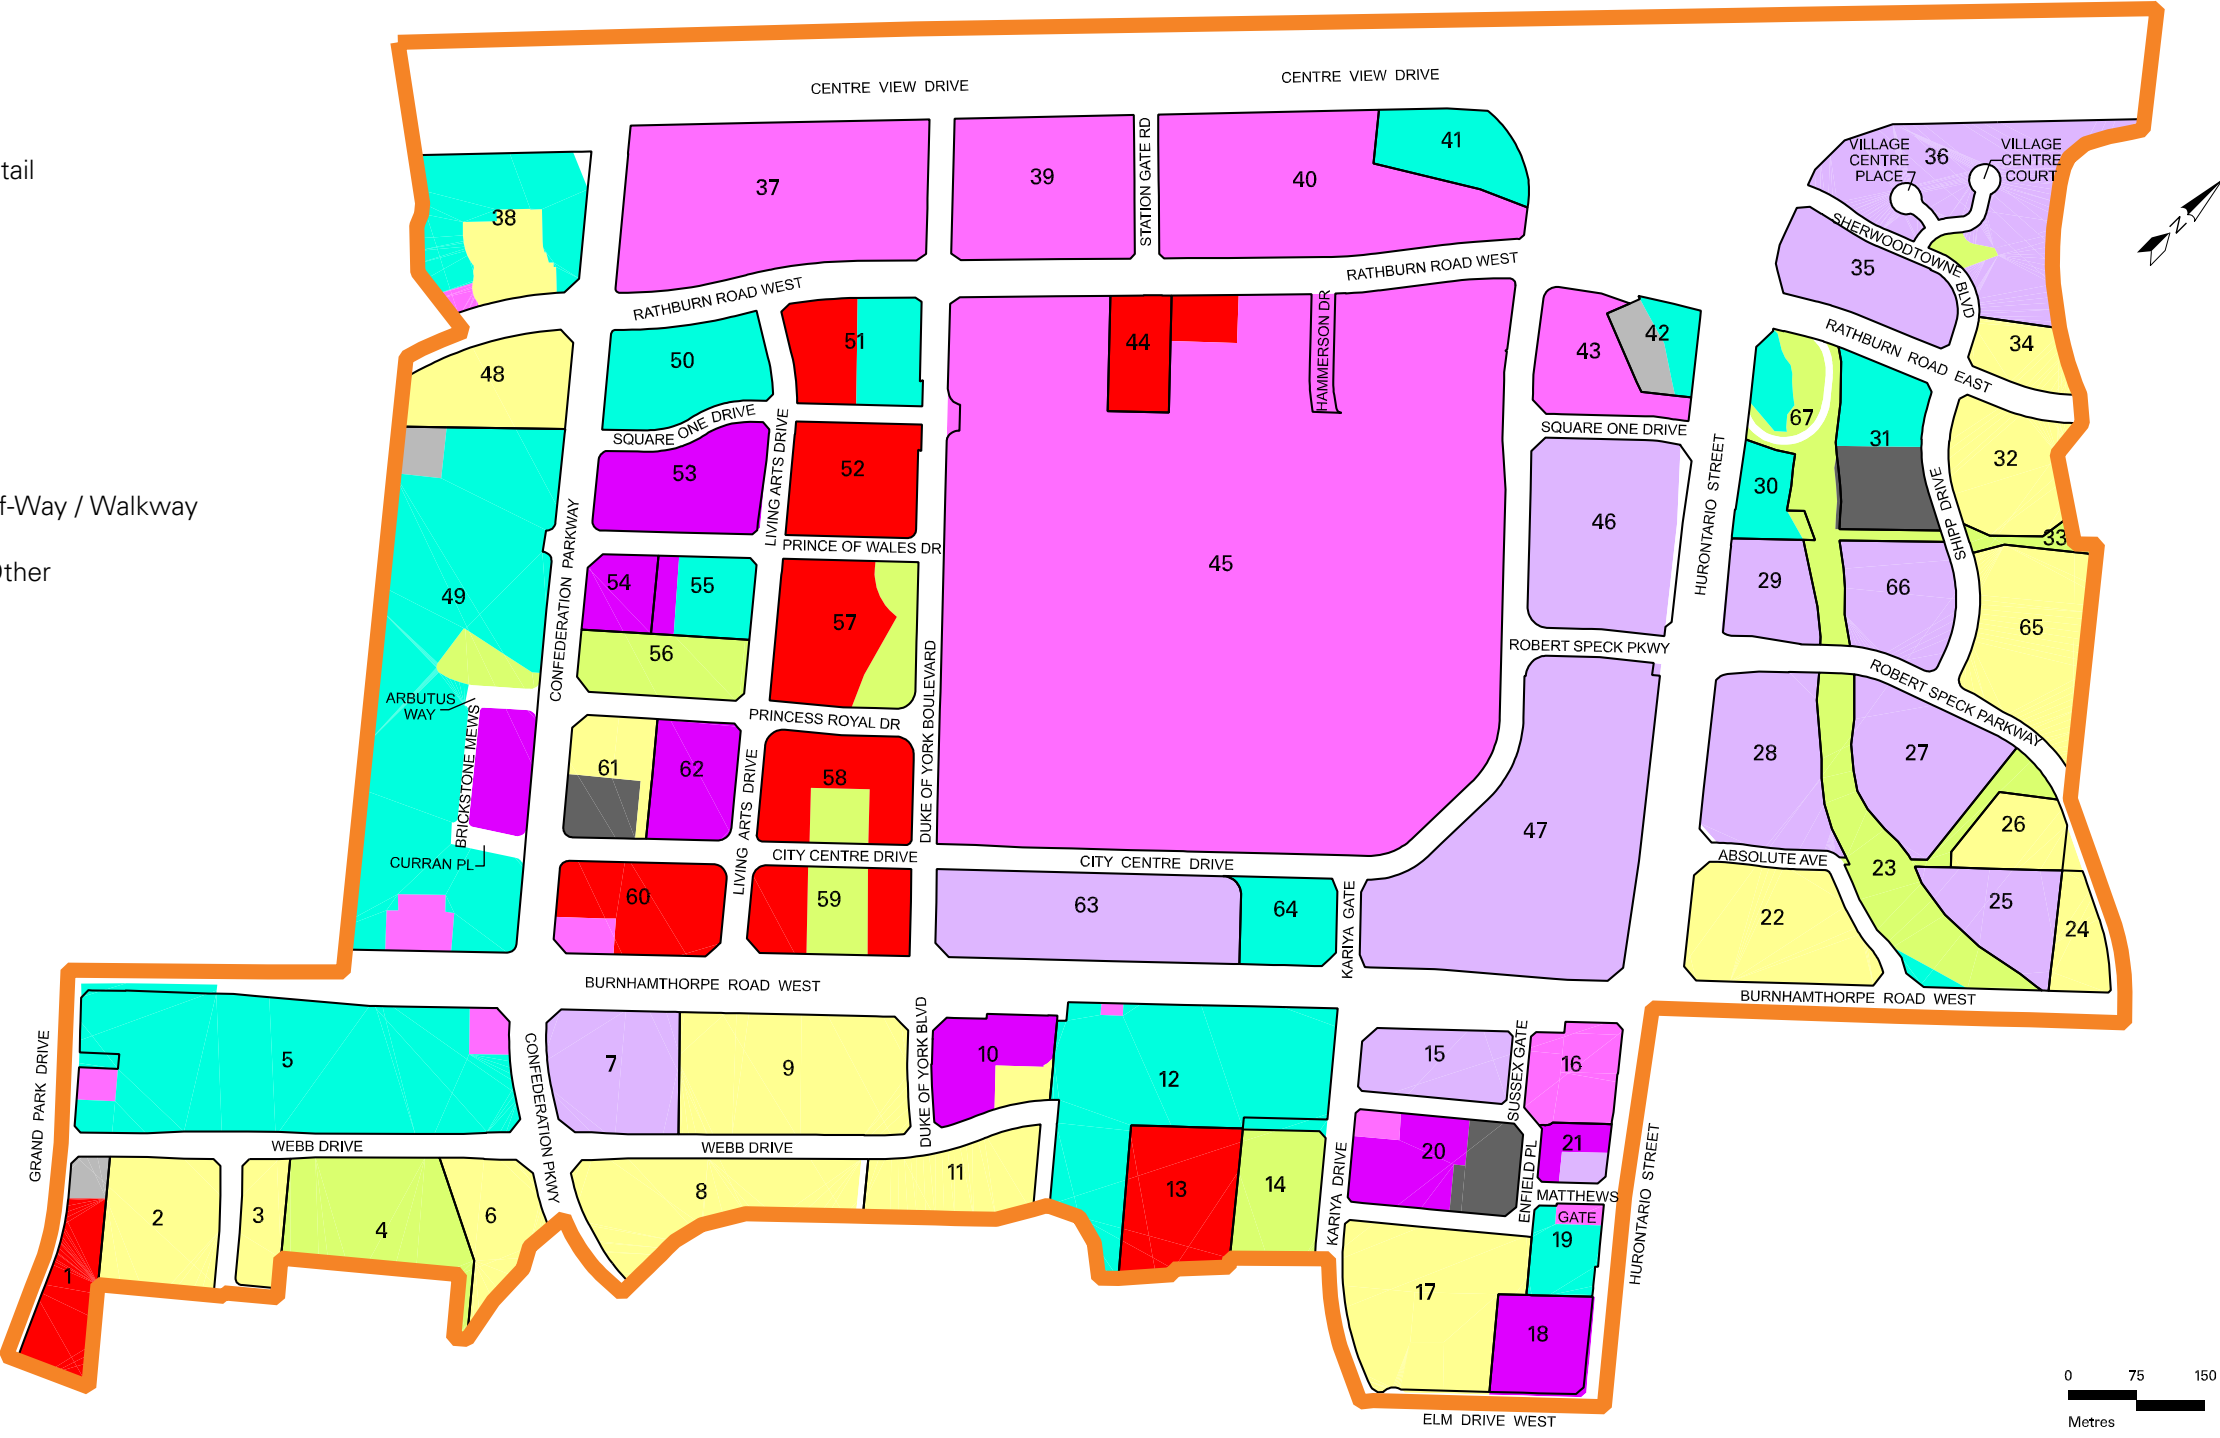 CENTRE VIEW DRIVE
CENTRE VIEW DRIVE
STATION GATE RD
41
VILLAGE
CENTRE
PLACE
36
VILLAGE
CENTRE
COURT
tail
37
39
40
38
N
SHERWOODTOWNE BLVD
35
RATHBURN ROAD WEST
RATHBURN ROAD WEST
HAMMERSON DR
51
44
43
42
RATHBURN ROAD EAST
34
48
50
SQUARE ONE DRIVE
LIVING ARTS DRIVE
SQUARE ONE DRIVE
67
31
32
53
52
HURONTARIO STREET
30
SHIPP DRIVE
f-Way / Walkway
CONFEDERATION PARKWAY
PRINCE OF WALES DR
46
33
ther
49
54
55
45
29
66
57
56
65
ROBERT SPECK PKWY
ROBERT SPECK PARKWAY
ARBUTUS
WAY
BRICKSTONE MEWS
PRINCESS ROYAL DR
DUKE OF YORK BOULEVARD
61
62
LIVING ARTS DRIVE
58
28
27
26
47
CURRAN PL
CITY CENTRE DRIVE
CITY CENTRE DRIVE
ABSOLUTE AVE
23
60
59
63
64
KARIYA GATE
22
25
24
BURNHAMTHORPE ROAD WEST
BURNHAMTHORPE ROAD WEST
GRAND PARK DRIVE
5
CONFEDERATION PKWY
7
9
DUKE OF YORK BLVD
10
12
15
SUSSEX GATE
16
WEBB DRIVE
WEBB DRIVE
20
21
ENFIELD PL
MATTHEWS
GATE
HURONTARIO STREET
2
3
4
6
8
11
13
14
KARIYA DRIVE
19
1
17
18
0 75 150
Metres
ELM DRIVE WEST